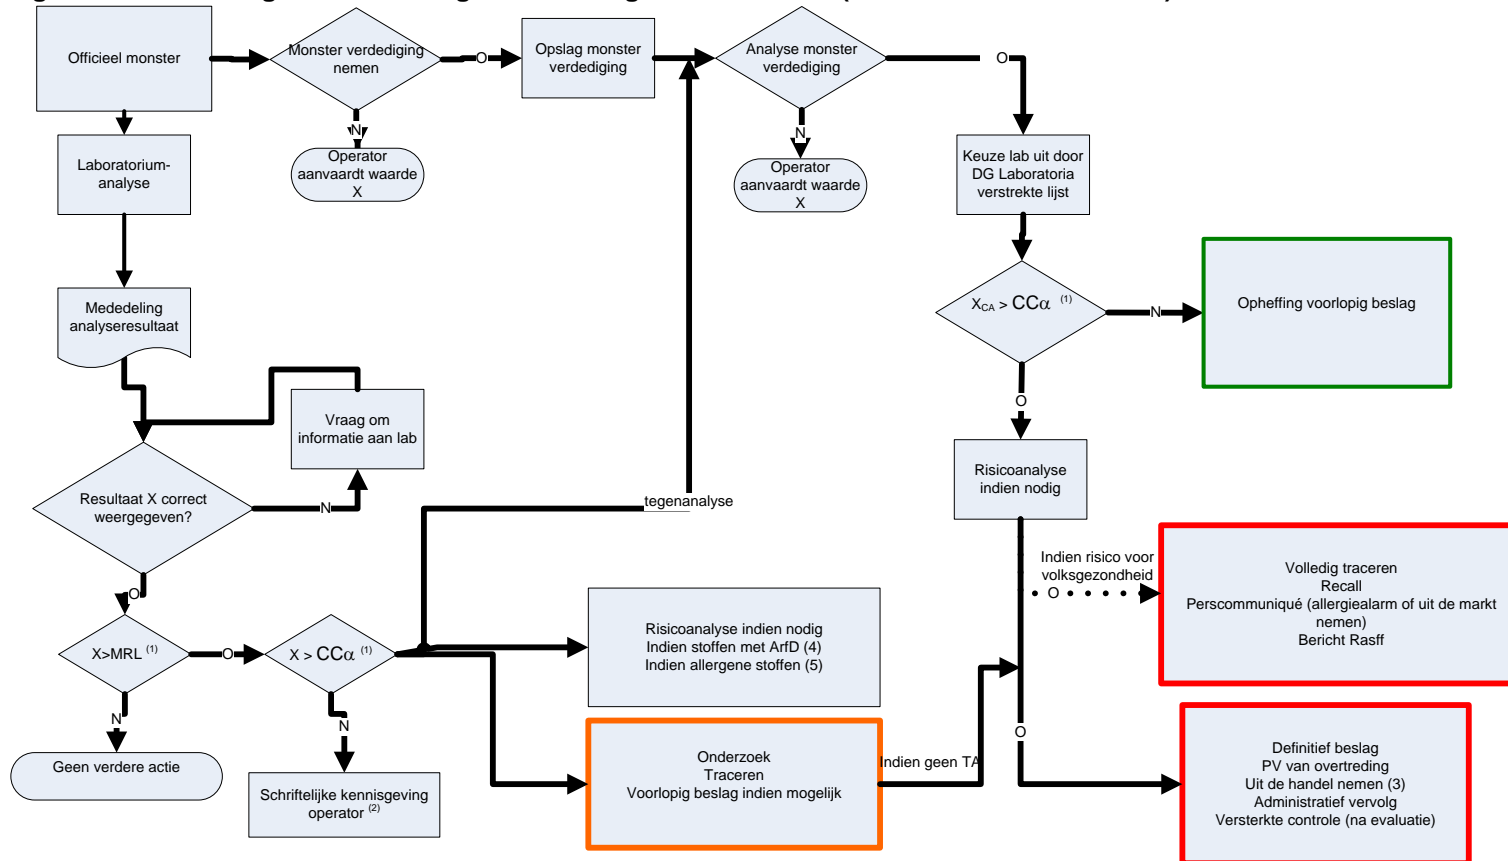 Officieel monster
Monster verdediging
nemen
O
Opslag monster
verdediging
Analyse monster
verdediging
O
N
Operator
aanvaardt waarde
X
N
Operator
aanvaardt waarde
X
Laboratorium-
analyse
Keuze lab uit door
DG Laboratoria
verstrekte lijst
Mededeling
analyseresultaat
X_CA > CCα (1)
N
Opheffing voorlopig beslag
O
Vraag om
informatie aan lab
Resultaat X correct
weergegeven?
N
tegenanalyse
Risicoanalyse
indien nodig
O
Indien risico voor
volksgezondheid
O
Volledig traceren
Recall
Perscommuniqué (allergiealarm of uit de markt
nemen)
Bericht Rasff
X>MRL (1)
O
X > CCα (1)
Risicoanalyse indien nodig
Indien stoffen met ArfD (4)
Indien allergene stoffen (5)
N
Geen verdere actie
N
Schriftelijke kennisgeving
operator (2)
Onderzoek
Traceren
Voorlopig beslag indien mogelijk
Indien geen TA
O
Definitief beslag
PV van overtreding
Uit de handel nemen (3)
Administratief vervolg
Versterkte controle (na evaluatie)